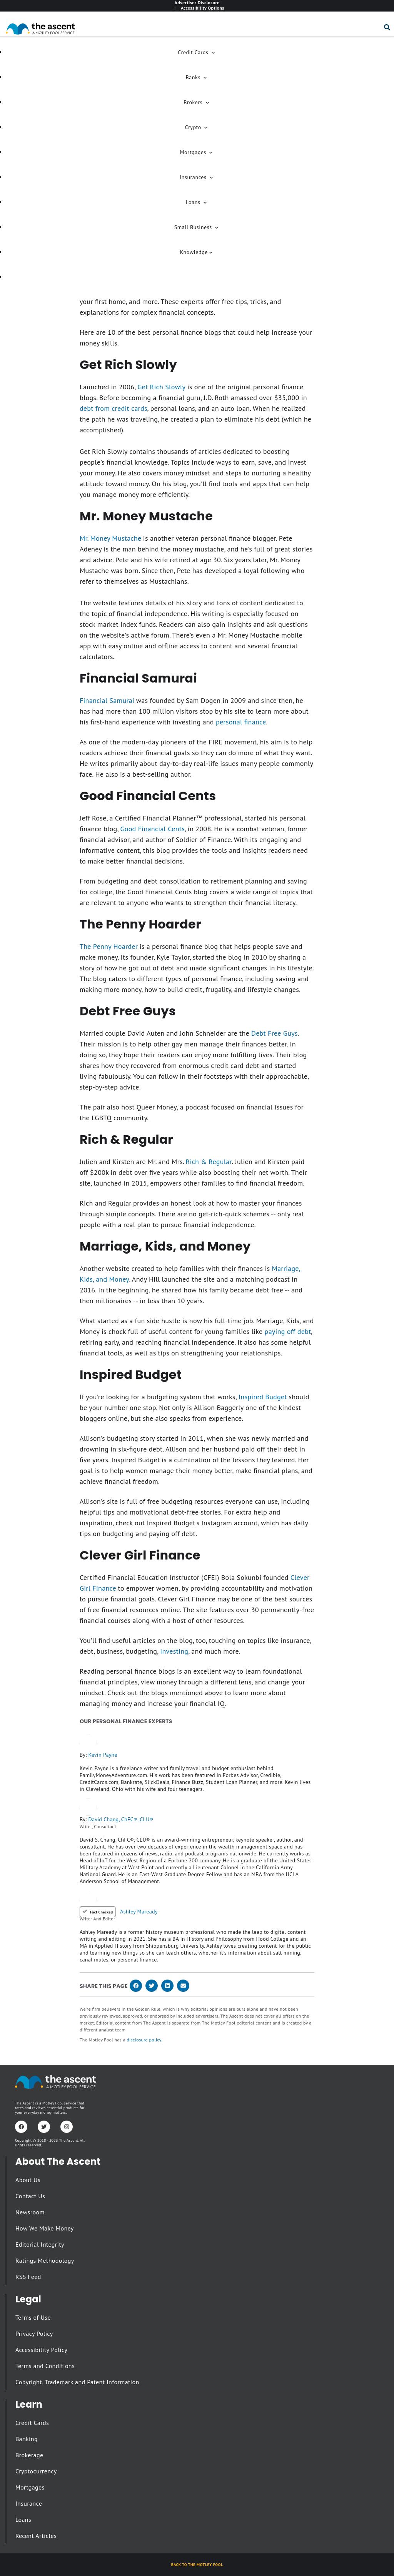 Advertiser Disclosure
| Accessibility Options
the ascent
A MOTLEY FOOL SERVICE
Credit Cards
Banks
Brokers
Crypto
Mortgages
Insurances
Loans
Small Business
Knowledge
your first home, and more. These experts offer free tips, tricks, and
explanations for complex financial concepts.
Here are 10 of the best personal finance blogs that could help increase your
money skills.
Get Rich Slowly
Launched in 2006, Get Rich Slowly is one of the original personal finance
blogs. Before becoming a financial guru, J.D. Roth amassed over $35,000 in
debt from credit cards, personal loans, and an auto loan. When he realized
the path he was traveling, he created a plan to eliminate his debt (which he
accomplished).
Get Rich Slowly contains thousands of articles dedicated to boosting
people's financial knowledge. Topics include ways to earn, save, and invest
your money. He also covers money mindset and steps to nurturing a healthy
attitude toward money. On his blog, you'll find tools and apps that can help
you manage money more efficiently.
Mr. Money Mustache
Mr. Money Mustache is another veteran personal finance blogger. Pete
Adeney is the man behind the money mustache, and he's full of great stories
and advice. Pete and his wife retired at age 30. Six years later, Mr. Money
Mustache was born. Since then, Pete has developed a loyal following who
refer to themselves as Mustachians.
The website features details of his story and tons of content dedicated to
the topic of financial independence. His writing is especially focused on
stock market index funds. Readers can also gain insights and ask questions
on the website's active forum. There's even a Mr. Money Mustache mobile
app with easy online and offline access to content and several financial
calculators.
Financial Samurai
Financial Samurai was founded by Sam Dogen in 2009 and since then, he
has had more than 100 million visitors stop by his site to learn more about
his first-hand experience with investing and personal finance.
As one of the modern-day pioneers of the FIRE movement, his aim is to help
readers achieve their financial goals so they can do more of what they want.
He writes primarily about day-to-day real-life issues many people commonly
face. He also is a best-selling author.
Good Financial Cents
Jeff Rose, a Certified Financial Planner™ professional, started his personal
finance blog, Good Financial Cents, in 2008. He is a combat veteran, former
financial advisor, and author of Soldier of Finance. With its engaging and
informative content, this blog provides the tools and insights readers need
to make better financial decisions.
From budgeting and debt consolidation to retirement planning and saving
for college, the Good Financial Cents blog covers a wide range of topics that
are relevant to anyone who wants to strengthen their financial literacy.
The Penny Hoarder
The Penny Hoarder is a personal finance blog that helps people save and
make money. Its founder, Kyle Taylor, started the blog in 2010 by sharing a
story of how he got out of debt and made significant changes in his lifestyle.
The blog caters to different types of personal finance, including saving and
making more money, how to build credit, frugality, and lifestyle changes.
Debt Free Guys
Married couple David Auten and John Schneider are the Debt Free Guys.
Their mission is to help other gay men manage their finances better. In
doing so, they hope their readers can enjoy more fulfilling lives. Their blog
shares how they recovered from enormous credit card debt and started
living fabulously. You can follow in their footsteps with their approachable,
step-by-step advice.
The pair also host Queer Money, a podcast focused on financial issues for
the LGBTQ community.
Rich & Regular
Julien and Kirsten are Mr. and Mrs. Rich & Regular. Julien and Kirsten paid
off $200k in debt over five years while also boosting their net worth. Their
site, launched in 2015, empowers other families to find financial freedom.
Rich and Regular provides an honest look at how to master your finances
through simple concepts. There are no get-rich-quick schemes -- only real
people with a real plan to pursue financial independence.
Marriage, Kids, and Money
Another website created to help families with their finances is Marriage,
Kids, and Money. Andy Hill launched the site and a matching podcast in
2016. In the beginning, he shared how his family became debt free -- and
then millionaires -- in less than 10 years.
What started as a fun side hustle is now his full-time job. Marriage, Kids, and
Money is chock full of useful content for young families like paying off debt,
retiring early, and reaching financial independence. It also has some helpful
financial tools, as well as tips on strengthening your relationships.
Inspired Budget
If you're looking for a budgeting system that works, Inspired Budget should
be your number one stop. Not only is Allison Baggerly one of the kindest
bloggers online, but she also speaks from experience.
Allison's budgeting story started in 2011, when she was newly married and
drowning in six-figure debt. Allison and her husband paid off their debt in
five years. Inspired Budget is a culmination of the lessons they learned. Her
goal is to help women manage their money better, make financial plans, and
achieve financial freedom.
Allison's site is full of free budgeting resources everyone can use, including
helpful tips and motivational debt-free stories. For extra help and
inspiration, check out Inspired Budget's Instagram account, which has daily
tips on budgeting and paying off debt.
Clever Girl Finance
Certified Financial Education Instructor (CFEI) Bola Sokunbi founded Clever
Girl Finance to empower women, by providing accountability and motivation
to pursue financial goals. Clever Girl Finance may be one of the best sources
of free financial resources online. The site features over 30 permanently-free
financial courses along with a host of other resources.
You'll find useful articles on the blog, too, touching on topics like insurance,
debt, business, budgeting, investing, and much more.
Reading personal finance blogs is an excellent way to learn foundational
financial principles, view money through a different lens, and change your
mindset. Check out the blogs mentioned above to learn more about
managing money and increase your financial IQ.
OUR PERSONAL FINANCE EXPERTS
By: Kevin Payne
Kevin Payne is a freelance writer and family travel and budget enthusiast behind
FamilyMoneyAdventure.com. His work has been featured in Forbes Advisor, Credible,
CreditCards.com, Bankrate, SlickDeals, Finance Buzz, Student Loan Planner, and more. Kevin lives
in Cleveland, Ohio with his wife and four teenagers.
By: David Chang, ChFC®, CLU®
Writer, Consultant
David S. Chang, ChFC®, CLU® is an award-winning entrepreneur, keynote speaker, author, and
consultant. He has over two decades of experience in the wealth management space and has
been featured in dozens of news, radio, and podcast programs nationwide. He currently works as
Head of IoT for the West Region of a Fortune 200 company. He is a graduate of the United States
Military Academy at West Point and currently a Lieutenant Colonel in the California Army
National Guard. He is an East-West Graduate Degree Fellow and has an MBA from the UCLA
Anderson School of Management.
Fact Checked Ashley Maready
Writer And Editor
Ashley Maready is a former history museum professional who made the leap to digital content
writing and editing in 2021. She has a BA in History and Philosophy from Hood College and an
MA in Applied History from Shippensburg University. Ashley loves creating content for the public
and learning new things so she can teach others, whether it's information about salt mining,
canal mules, or personal finance.
SHARE THIS PAGE
We're firm believers in the Golden Rule, which is why editorial opinions are ours alone and have not been
previously reviewed, approved, or endorsed by included advertisers. The Ascent does not cover all offers on the
market. Editorial content from The Ascent is separate from The Motley Fool editorial content and is created by a
different analyst team.
The Motley Fool has a disclosure policy.
the ascent
A MOTLEY FOOL SERVICE
The Ascent is a Motley Fool service that
rates and reviews essential products for
your everyday money matters.
Copyright © 2018 - 2023 The Ascent. All
rights reserved.
About The Ascent
About Us
Contact Us
Newsroom
How We Make Money
Editorial Integrity
Ratings Methodology
RSS Feed
Legal
Terms of Use
Privacy Policy
Accessibility Policy
Terms and Conditions
Copyright, Trademark and Patent Information
Learn
Credit Cards
Banking
Brokerage
Cryptocurrency
Mortgages
Insurance
Loans
Recent Articles
BACK TO THE MOTLEY FOOL